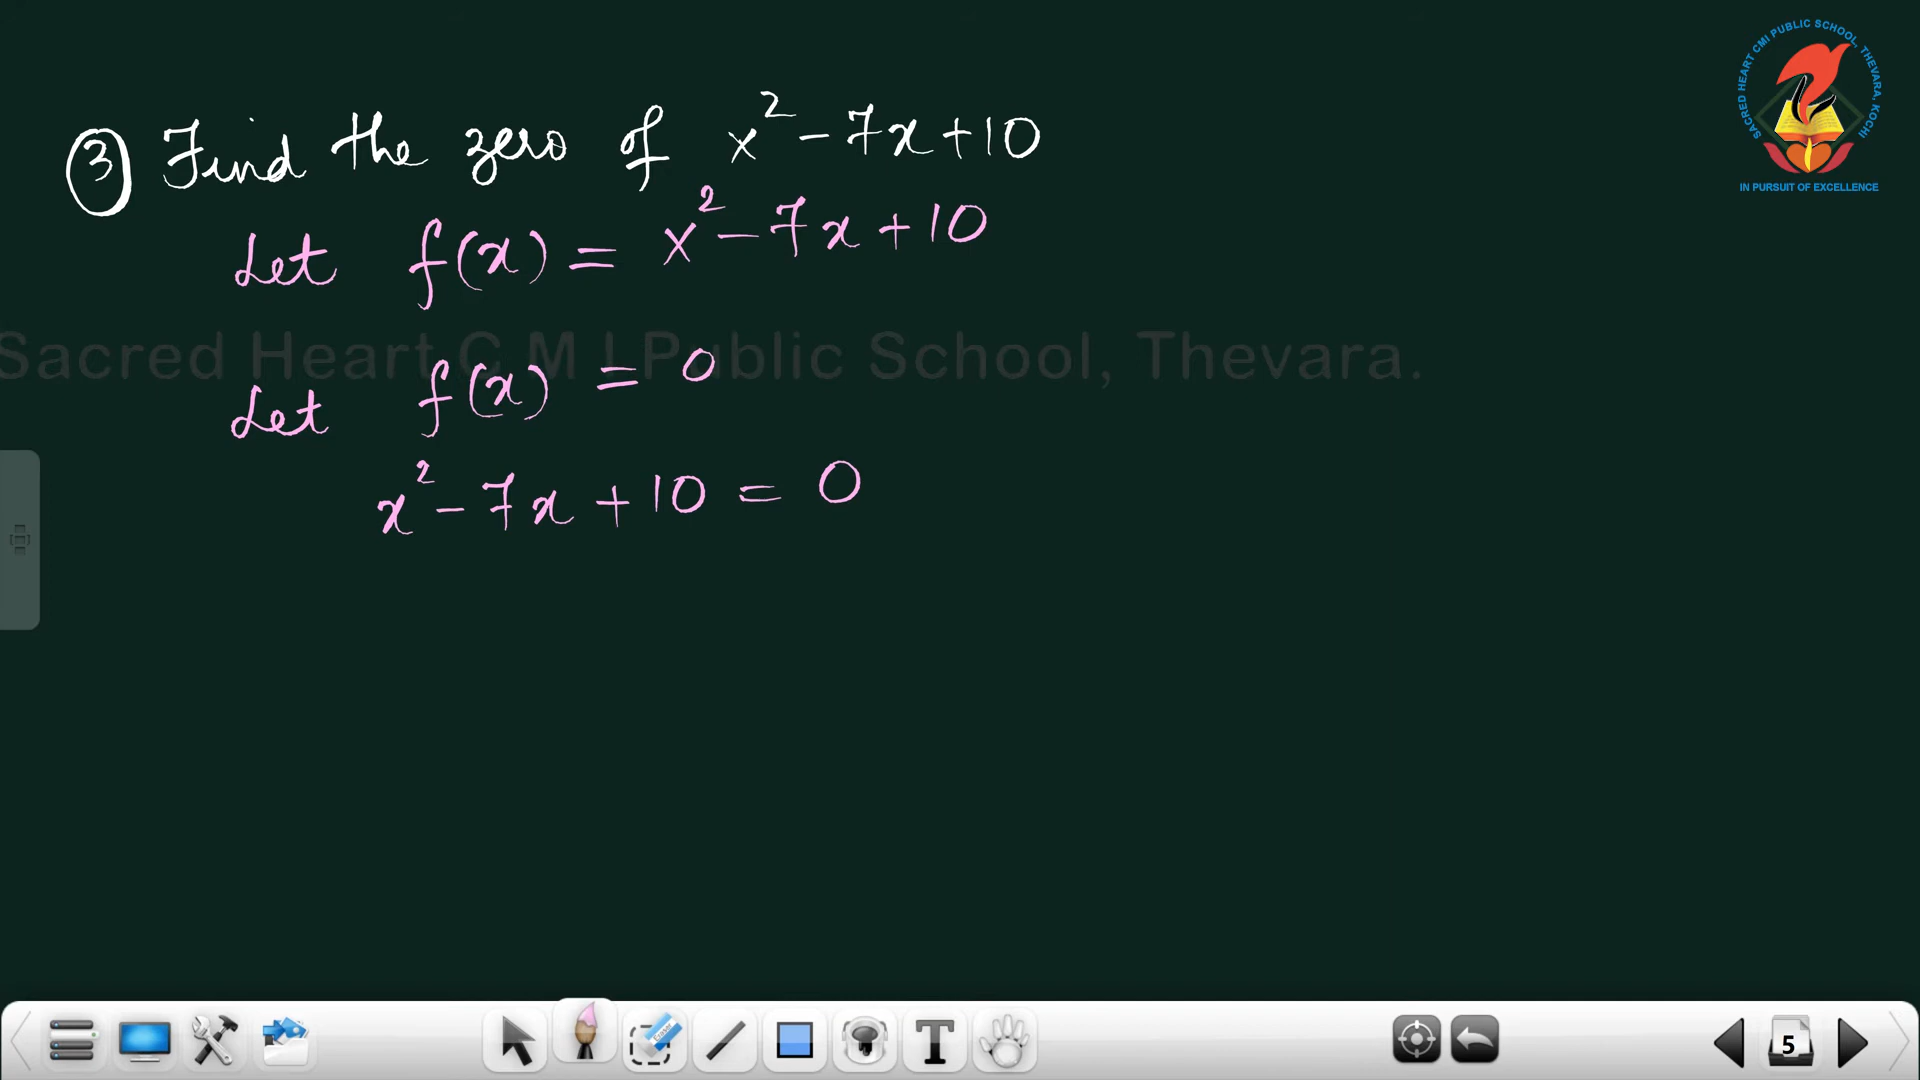 SACRED HEART CMI PUBLIC SCHOOL, THEVARA, KOCHI
IN PURSUIT OF EXCELLENCE
③ Find the zero of x² - 7x + 10
Let f(x) = x² - 7x + 10
Sacred Heart C M I Public School, Thevara.
Let f(x) = 0
x² - 7x + 10 = 0
Eraser
T
5